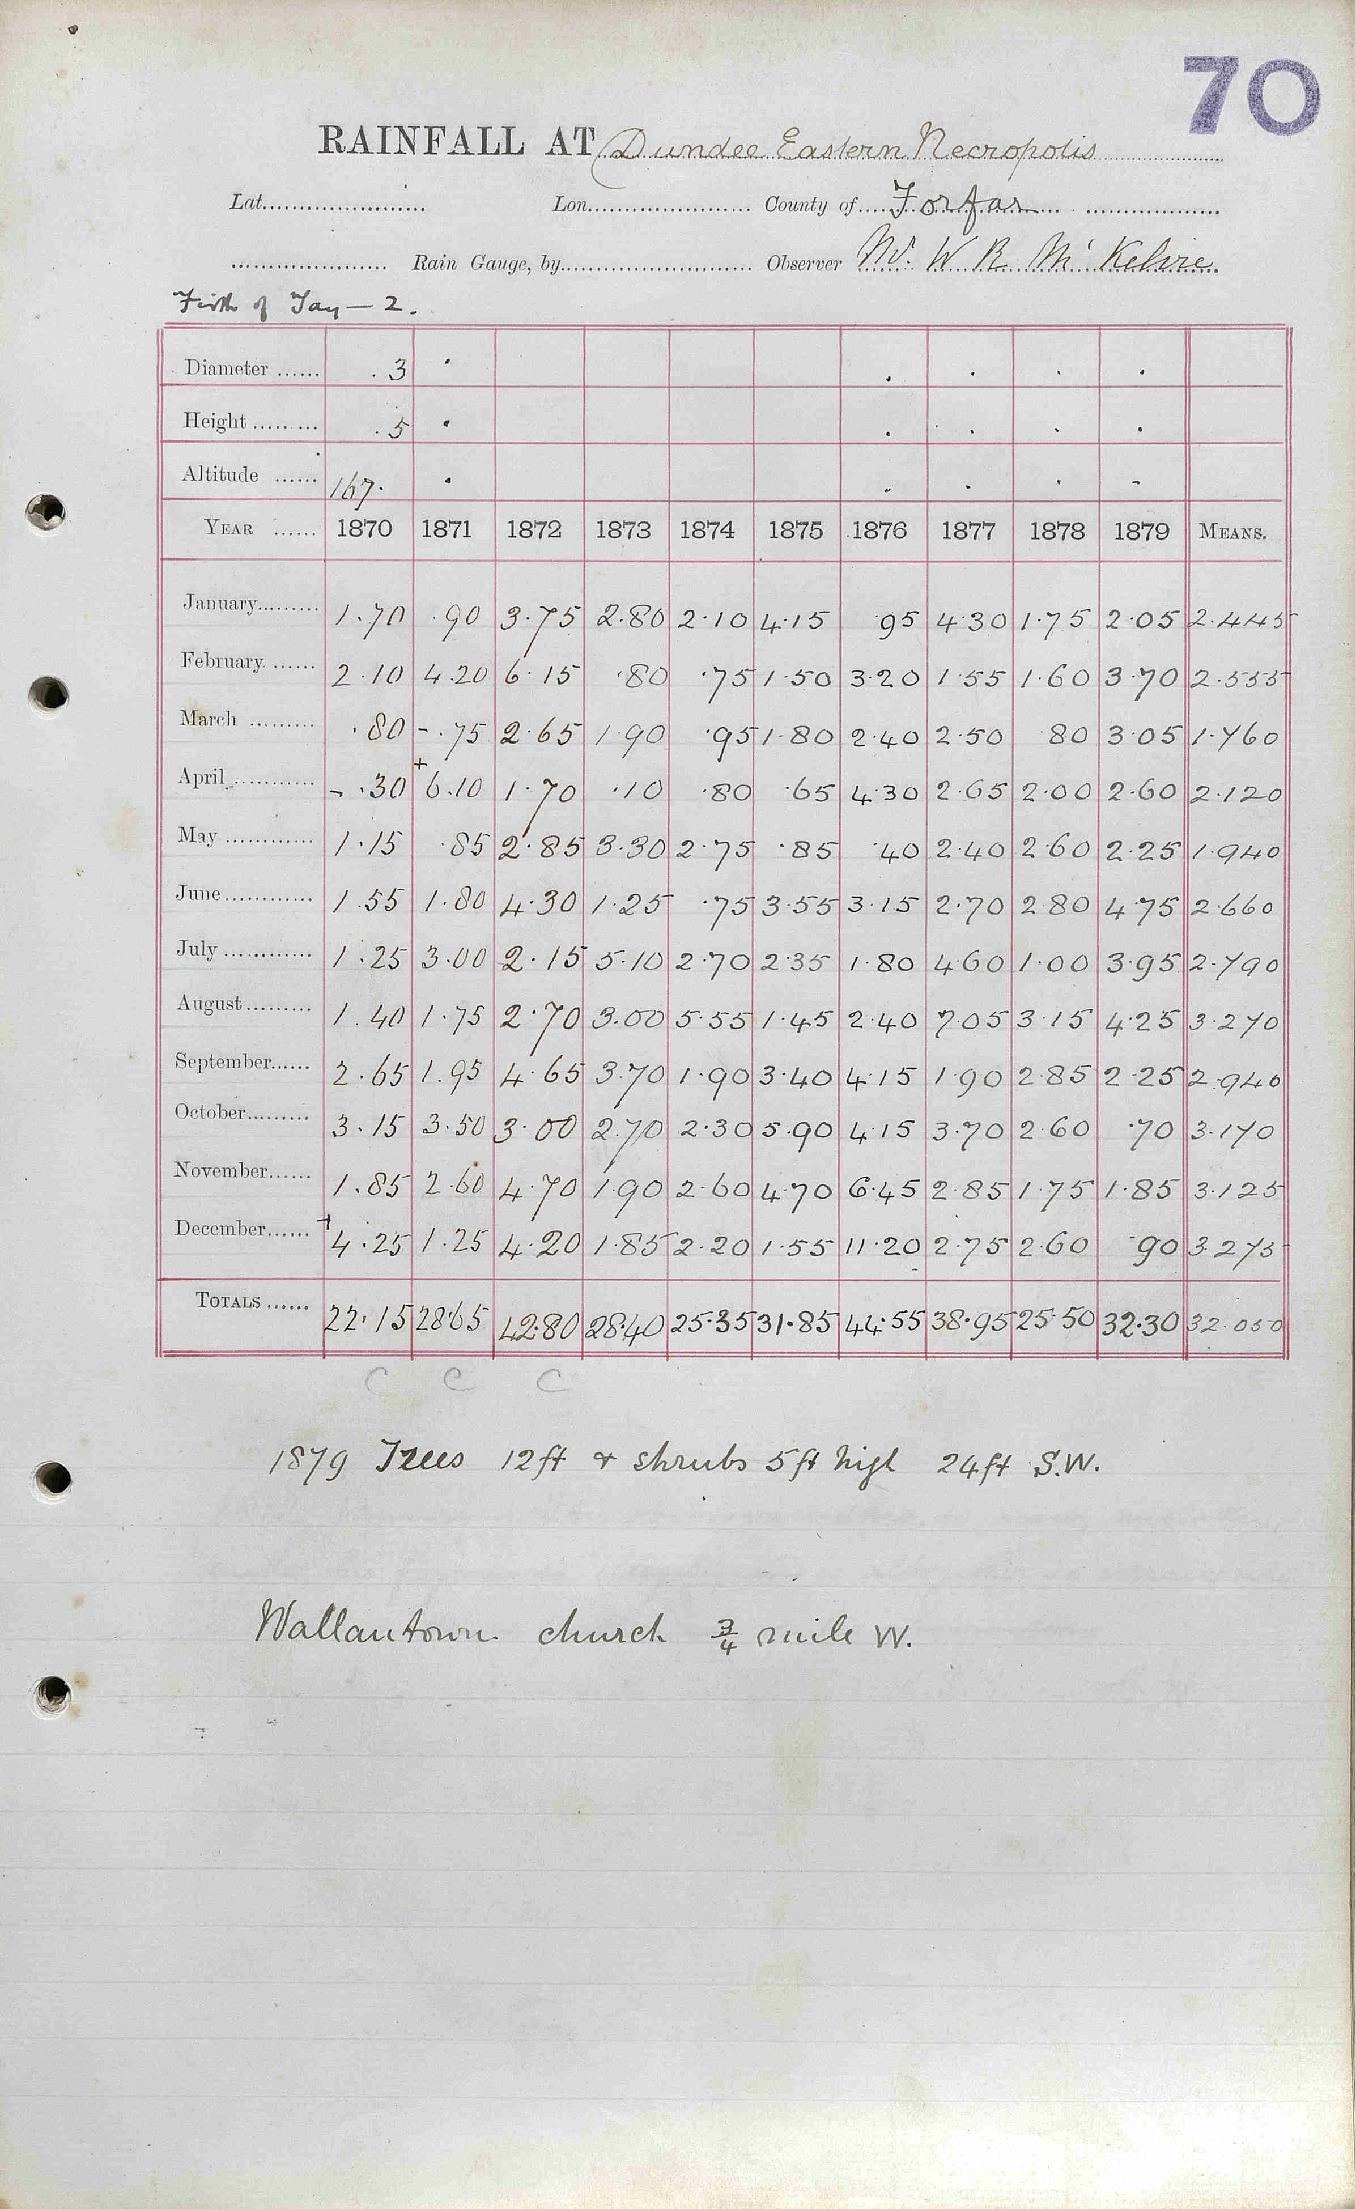 70
RAINFALL AT Dundee Eastern Necropolis
Lat. Lon. County of Forfar
Rain Gauge, by Observer Mr. W. R. McKelvie
Firth of Tay — 2.
Diameter ...... .3 . . . . .
Height ......... .5 . . . . .
Altitude ...... 167. . . . . -
YEAR ...... 1870 1871 1872 1873 1874 1875 1876 1877 1878 1879 MEANS.
January......... 1.70 .90 3.75 2.80 2.10 4.15 .95 4.30 1.75 2.05 2.445
February. ...... 2.10 4.20 6.15 .80 .75 1.50 3.20 1.55 1.60 3.70 2.555
March ......... .80 - .75 2.65 1.90 .95 1.80 2.40 2.50 80 3.05 1.760
April ............ - .30 + 6.10 1.70 .10 .80 .65 4.30 2.65 2.00 2.60 2.120
May ............ 1.15 .85 2.85 3.30 2.75 .85 .40 2.40 2.60 2.25 1.940
June ............ 1.55 1.80 4.30 1.25 .75 3.55 3.15 2.70 2.80 4.75 2.660
July ............ 1.25 3.00 2.15 5.10 2.70 2.35 1.80 4.60 1.00 3.95 2.790
August ......... 1.40 1.75 2.70 3.00 5.55 1.45 2.40 7.05 3.15 4.25 3.270
September...... 2.65 1.95 4.65 3.70 1.90 3.40 4.15 1.90 2.85 2.25 2.940
October......... 3.15 3.50 3.00 2.70 2.30 5.90 4.15 3.70 2.60 .70 3.170
November...... 1.85 2.60 4.70 1.90 2.60 4.70 6.45 2.85 1.75 1.85 3.125
December...... + 4.25 1.25 4.20 1.85 2.20 1.55 11.20 2.75 2.60 .90 3.275
TOTALS ...... 22.15 28.65 42.80 28.40 25.35 31.85 44.55 38.95 25.50 32.30 32.050
C C C
1879 Trees 12ft & shrubs 5ft high 24ft S.W.
Wallantown church ¾ mile W.